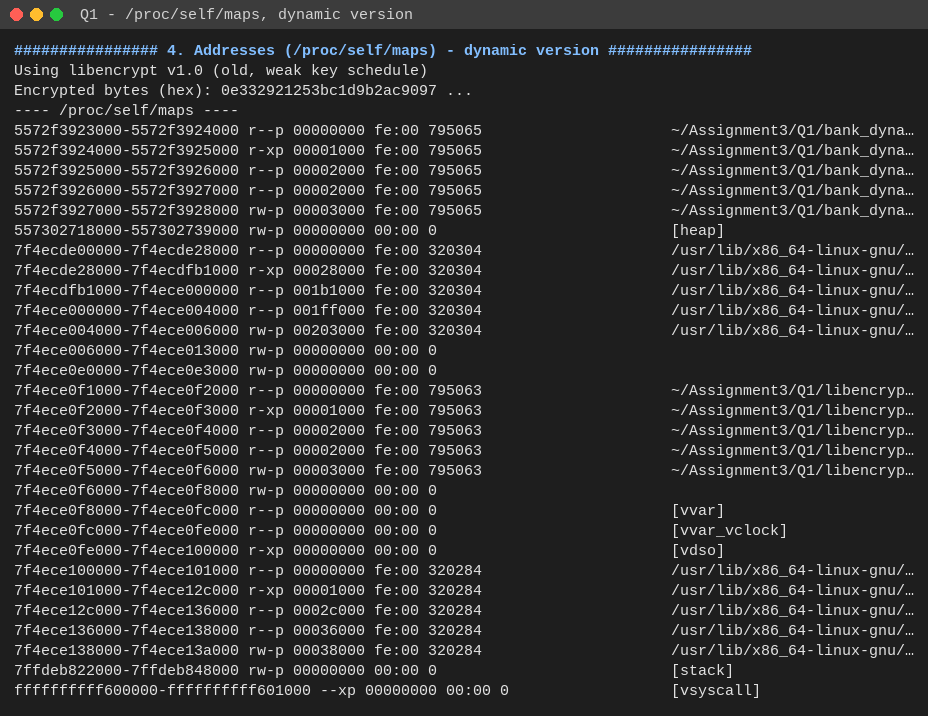 Q1 - /proc/self/maps, dynamic version
################ 4. Addresses (/proc/self/maps) - dynamic version ################
Using libencrypt v1.0 (old, weak key schedule)
Encrypted bytes (hex): 0e332921253bc1d9b2ac9097 ...
---- /proc/self/maps ----
5572f3923000-5572f3924000 r--p 00000000 fe:00 795065 ~/Assignment3/Q1/bank_dyna…
5572f3924000-5572f3925000 r-xp 00001000 fe:00 795065 ~/Assignment3/Q1/bank_dyna…
5572f3925000-5572f3926000 r--p 00002000 fe:00 795065 ~/Assignment3/Q1/bank_dyna…
5572f3926000-5572f3927000 r--p 00002000 fe:00 795065 ~/Assignment3/Q1/bank_dyna…
5572f3927000-5572f3928000 rw-p 00003000 fe:00 795065 ~/Assignment3/Q1/bank_dyna…
557302718000-557302739000 rw-p 00000000 00:00 0 [heap]
7f4ecde00000-7f4ecde28000 r--p 00000000 fe:00 320304 /usr/lib/x86_64-linux-gnu/…
7f4ecde28000-7f4ecdfb1000 r-xp 00028000 fe:00 320304 /usr/lib/x86_64-linux-gnu/…
7f4ecdfb1000-7f4ece000000 r--p 001b1000 fe:00 320304 /usr/lib/x86_64-linux-gnu/…
7f4ece000000-7f4ece004000 r--p 001ff000 fe:00 320304 /usr/lib/x86_64-linux-gnu/…
7f4ece004000-7f4ece006000 rw-p 00203000 fe:00 320304 /usr/lib/x86_64-linux-gnu/…
7f4ece006000-7f4ece013000 rw-p 00000000 00:00 0
7f4ece0e0000-7f4ece0e3000 rw-p 00000000 00:00 0
7f4ece0f1000-7f4ece0f2000 r--p 00000000 fe:00 795063 ~/Assignment3/Q1/libencryp…
7f4ece0f2000-7f4ece0f3000 r-xp 00001000 fe:00 795063 ~/Assignment3/Q1/libencryp…
7f4ece0f3000-7f4ece0f4000 r--p 00002000 fe:00 795063 ~/Assignment3/Q1/libencryp…
7f4ece0f4000-7f4ece0f5000 r--p 00002000 fe:00 795063 ~/Assignment3/Q1/libencryp…
7f4ece0f5000-7f4ece0f6000 rw-p 00003000 fe:00 795063 ~/Assignment3/Q1/libencryp…
7f4ece0f6000-7f4ece0f8000 rw-p 00000000 00:00 0
7f4ece0f8000-7f4ece0fc000 r--p 00000000 00:00 0 [vvar]
7f4ece0fc000-7f4ece0fe000 r--p 00000000 00:00 0 [vvar_vclock]
7f4ece0fe000-7f4ece100000 r-xp 00000000 00:00 0 [vdso]
7f4ece100000-7f4ece101000 r--p 00000000 fe:00 320284 /usr/lib/x86_64-linux-gnu/…
7f4ece101000-7f4ece12c000 r-xp 00001000 fe:00 320284 /usr/lib/x86_64-linux-gnu/…
7f4ece12c000-7f4ece136000 r--p 0002c000 fe:00 320284 /usr/lib/x86_64-linux-gnu/…
7f4ece136000-7f4ece138000 r--p 00036000 fe:00 320284 /usr/lib/x86_64-linux-gnu/…
7f4ece138000-7f4ece13a000 rw-p 00038000 fe:00 320284 /usr/lib/x86_64-linux-gnu/…
7ffdeb822000-7ffdeb848000 rw-p 00000000 00:00 0 [stack]
ffffffffff600000-ffffffffff601000 --xp 00000000 00:00 0 [vsyscall]